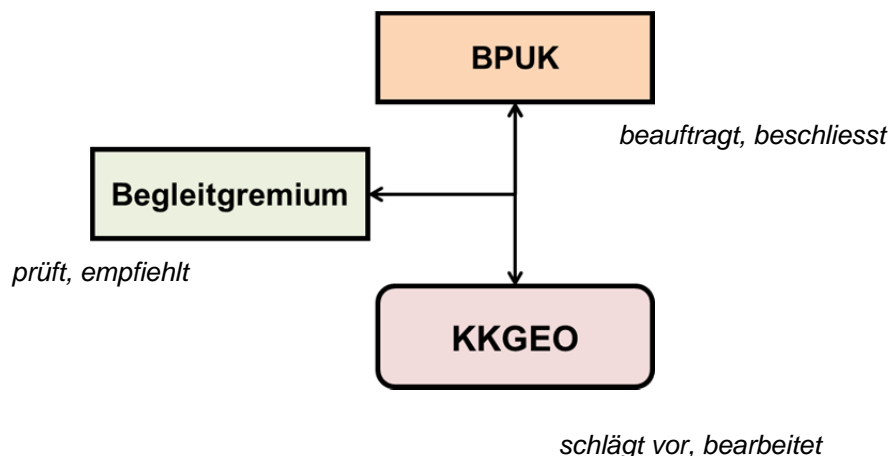 BPUK
beauftragt, beschliesst
Begleitgremium
prüft, empfiehlt
KKGEO
schlägt vor, bearbeitet